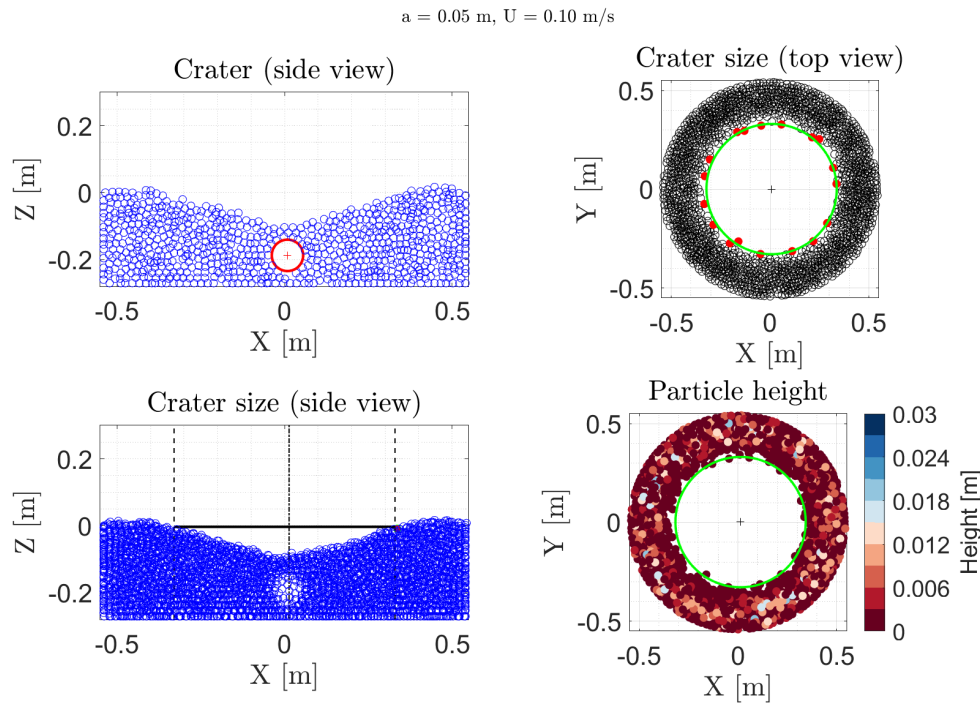 a = 0.05 m, U = 0.10 m/s
Crater (side view)
0.2
0
-0.2
Z [m]
-0.5
0
0.5
X [m]
Crater size (top view)
0.5
0
-0.5
Y [m]
-0.5
0
0.5
X [m]
Crater size (side view)
0.2
0
-0.2
Z [m]
-0.5
0
0.5
X [m]
Particle height
0.5
0
-0.5
Y [m]
-0.5
0
0.5
X [m]
0.03
0.024
0.018
0.012
0.006
0
Height [m]